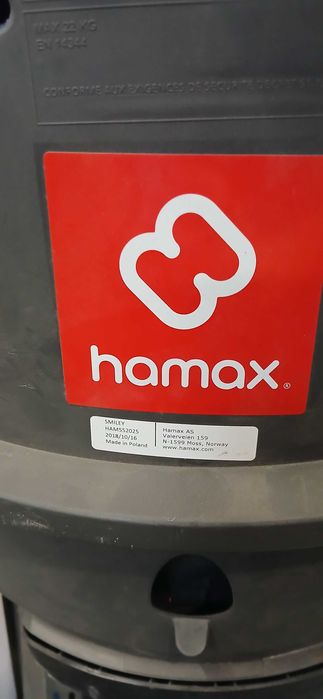 MAX 22 KG
EN 14344
CONFORME AUX EXIGENCES DE SECURITE
hamax®
SMILEY
HAM552025
2018/10/16
Made in Poland
Hamax AS
Valerveien 159
N-1599 Moss, Norway
www.hamax.com